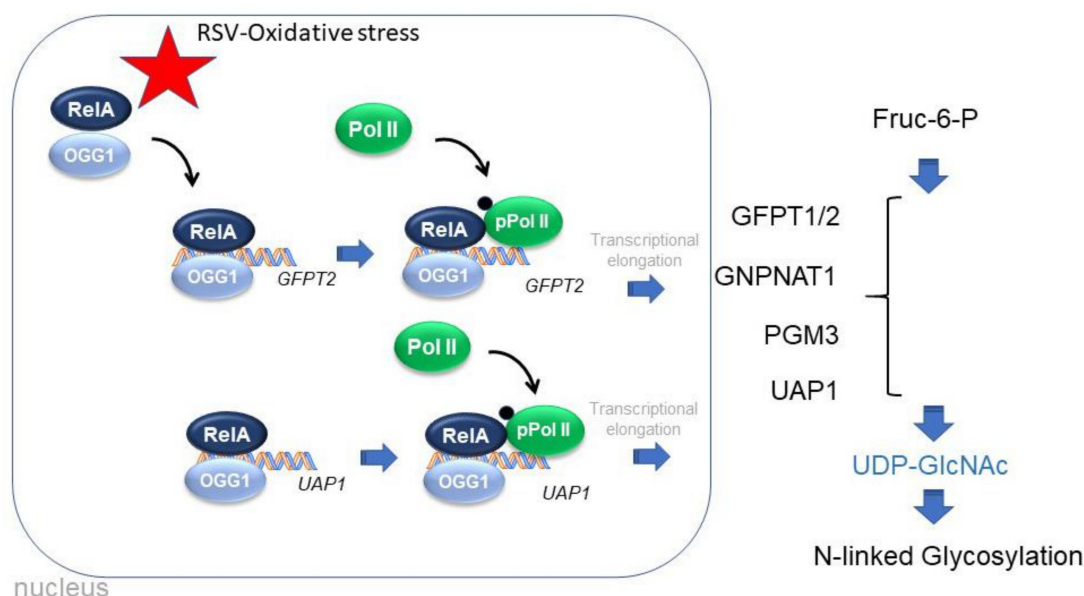 RSV-Oxidative stress
RelA
OGG1
Pol II
RelA
OGG1
GFPT2
RelA
pPol II
OGG1
GFPT2
Transcriptional
elongation
Pol II
RelA
OGG1
UAP1
RelA
pPol II
OGG1
UAP1
Transcriptional
elongation
nucleus
Fruc-6-P
GFPT1/2
GNPNAT1
PGM3
UAP1
UDP-GlcNAc
N-linked Glycosylation